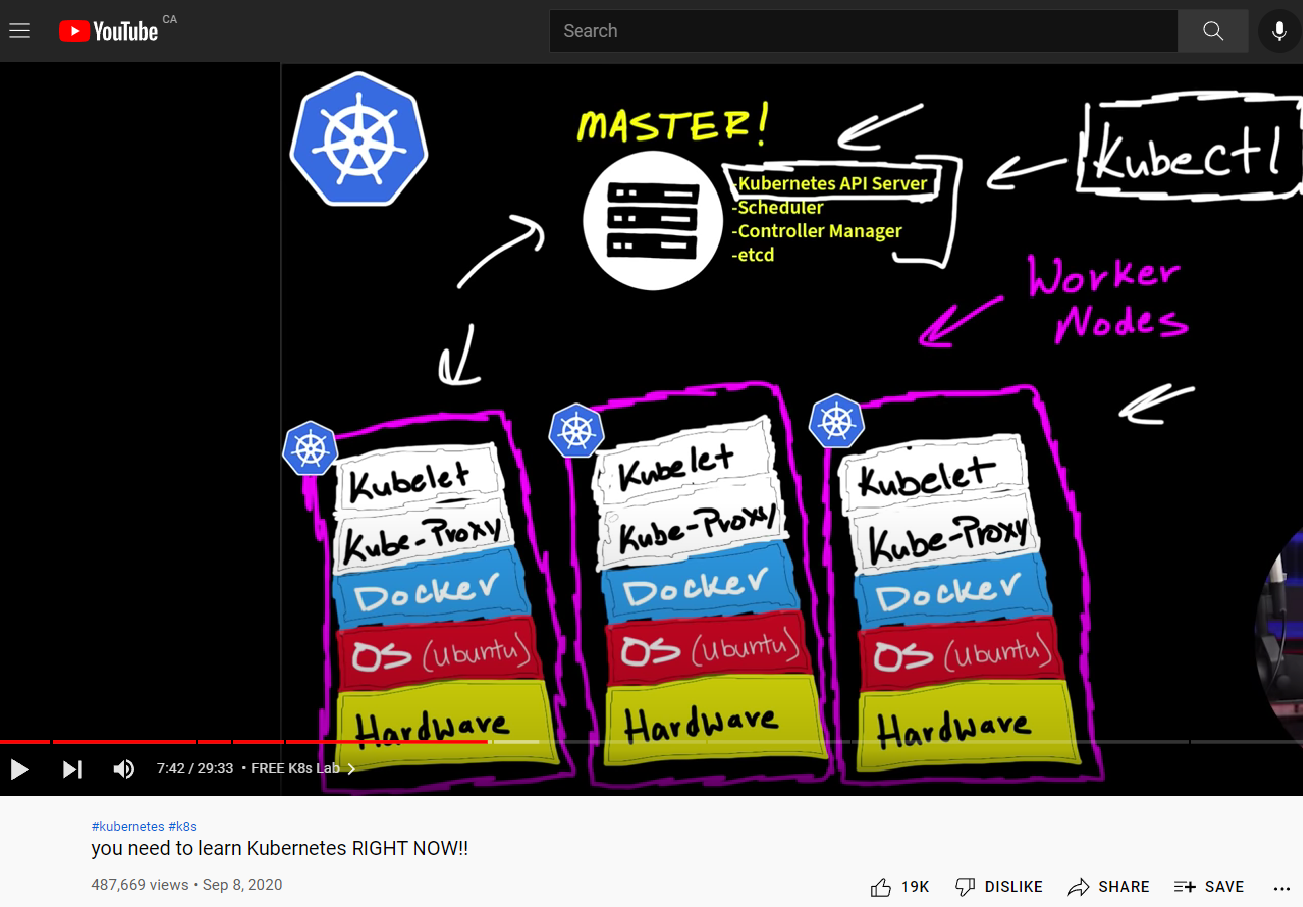 YouTube CA
Search
MASTER!
-Kubernetes API Server
-Scheduler
-Controller Manager
-etcd
Kubectl
Worker
Nodes
Kubelet
Kube-Proxy
Docker
OS (Ubuntu)
Hardware
Kubelet
Kube-Proxy
Docker
OS (Ubuntu)
Hardware
Kubelet
Kube-Proxy
Docker
OS (Ubuntu)
Hardware
7:42 / 29:33 • FREE K8s Lab
#kubernetes #k8s
you need to learn Kubernetes RIGHT NOW!!
487,669 views • Sep 8, 2020
19K DISLIKE SHARE SAVE